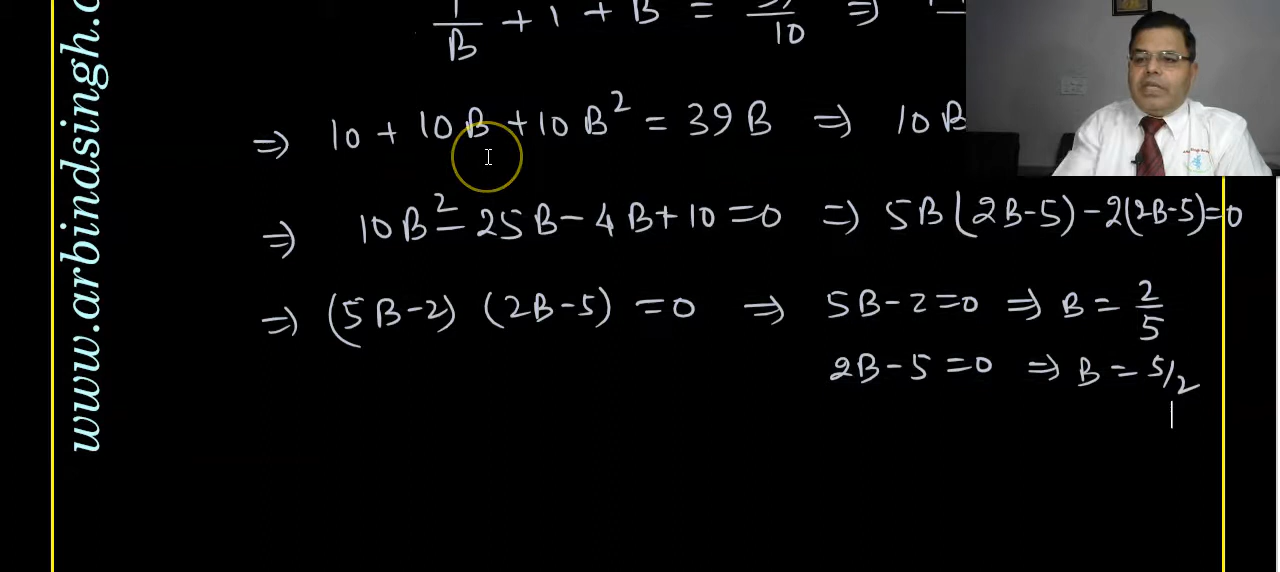 1/B + 1 + B = 39/10 ⇒
⇒ 10 + 10B + 10B² = 39B ⇒ 10B
⇒ 10B² − 25B − 4B + 10 = 0 ⇒ 5B(2B−5) − 2(2B−5) = 0
⇒ (5B−2) (2B−5) = 0 ⇒ 5B−2=0 ⇒ B = 2/5
2B−5 = 0 ⇒ B = 5/2
www.arbindsingh.c